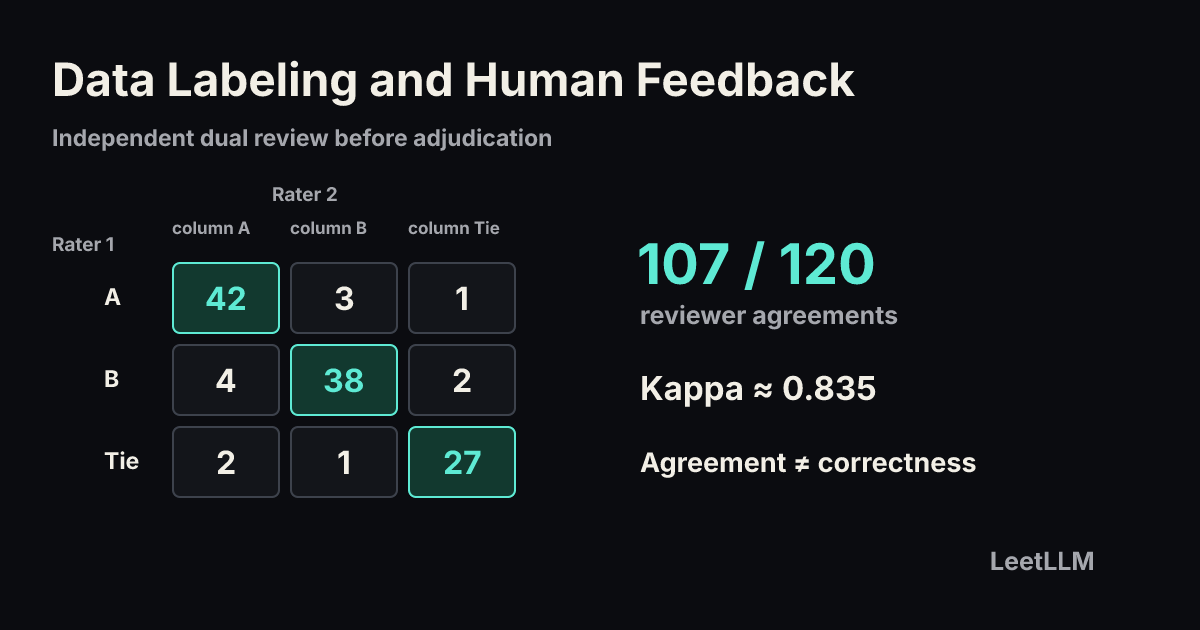 Data Labeling and Human Feedback
Independent dual review before adjudication
Rater 2
column A column B column Tie
Rater 1
A 42 3 1
B 4 38 2
Tie 2 1 27
107 / 120
reviewer agreements
Kappa ≈ 0.835
Agreement ≠ correctness
LeetLLM